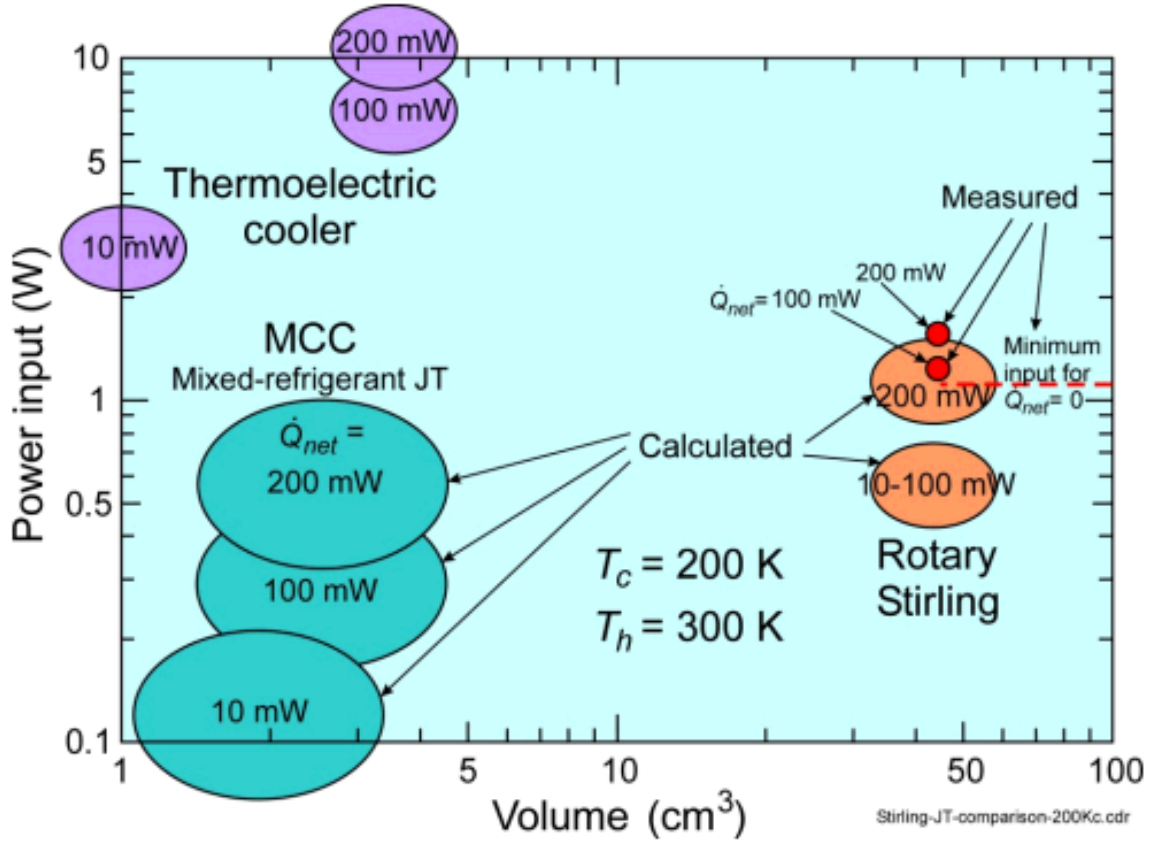 200 mW
10
100 mW
5
Thermoelectric
cooler
Measured
10 mW
200 mW
Q̇net= 100 mW
MCC
Mixed-refrigerant JT
Minimum
input for
Q̇net= 0
200 mW
1
Q̇net =
200 mW
Calculated
10-100 mW
0.5
Power input (W)
Tc = 200 K
Rotary
Stirling
100 mW
Th = 300 K
10 mW
0.1
1
5
10
50
100
Volume (cm³)
Stirling-JT-comparison-200Kc.cdr